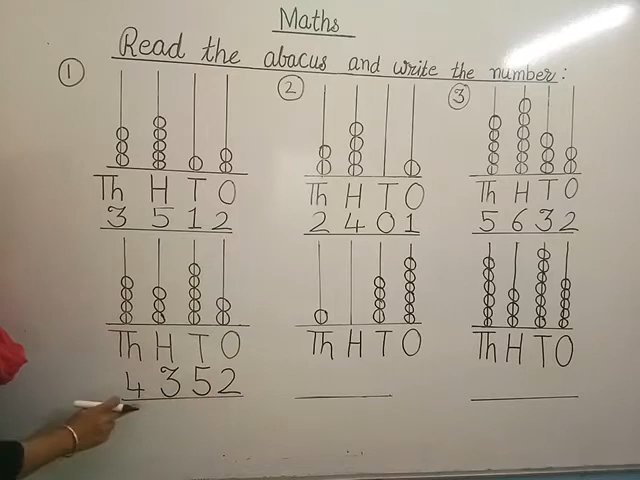 Maths
Read the abacus and write the number:
1 2 3
Th H T O Th H T O Th H T O
3 5 1 2 2 4 0 1 5 6 3 2
Th H T O Th H T O Th H T O
4 3 5 2